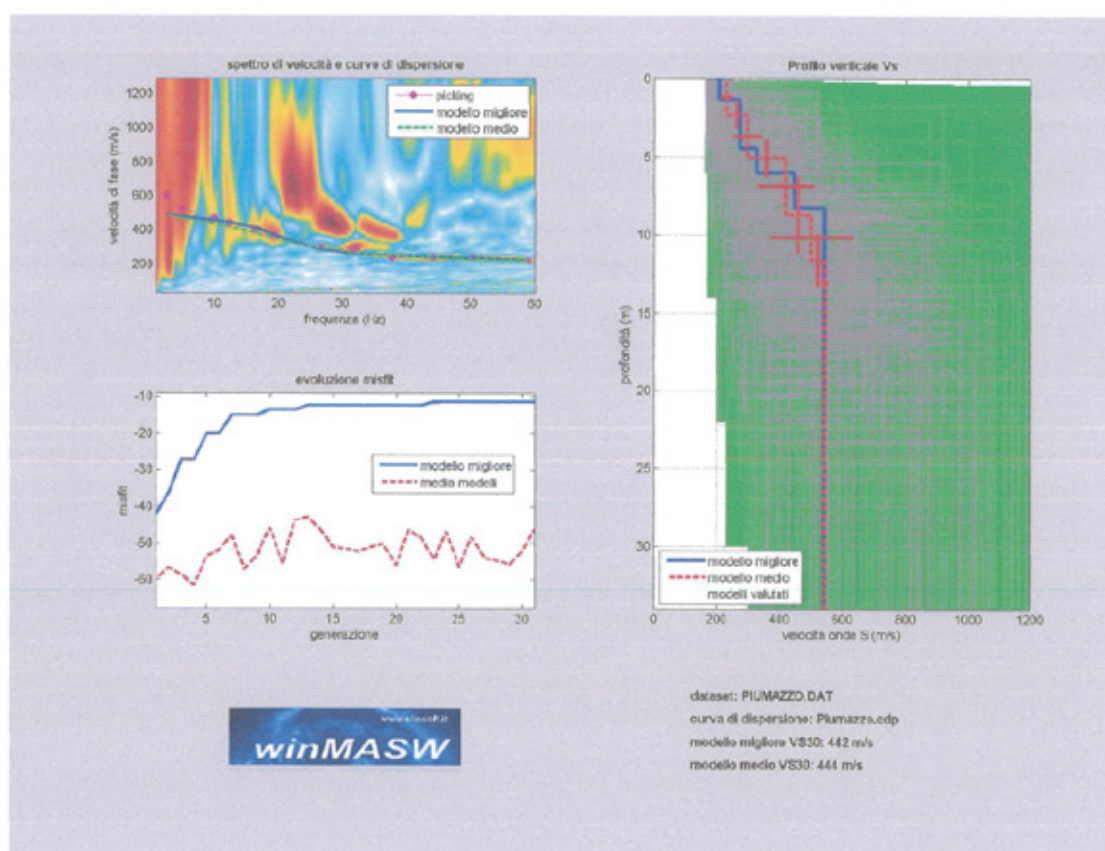 spettro di velocità e curve di dispersione
picking
modello migliore
modello medio
velocità di fase (m/s)
1200
1000
800
600
400
200
10
20
30
40
50
60
frequenza (Hz)
evoluzione misfit
modello migliore
media modelli
misfit
-10
-20
-30
-40
-50
-60
5
10
15
20
25
30
generazione
Profilo verticale Vs
profondità (m)
0
5
10
15
20
25
30
modello migliore
modello medio
modelli valutati
0
200
400
600
800
1000
1200
velocità onde S (m/s)
winMASW
dataset: PIUMAZZO.DAT
curva di dispersione: Piumazzo.cdp
modello migliore VS30: 442 m/s
modello medio VS30: 444 m/s